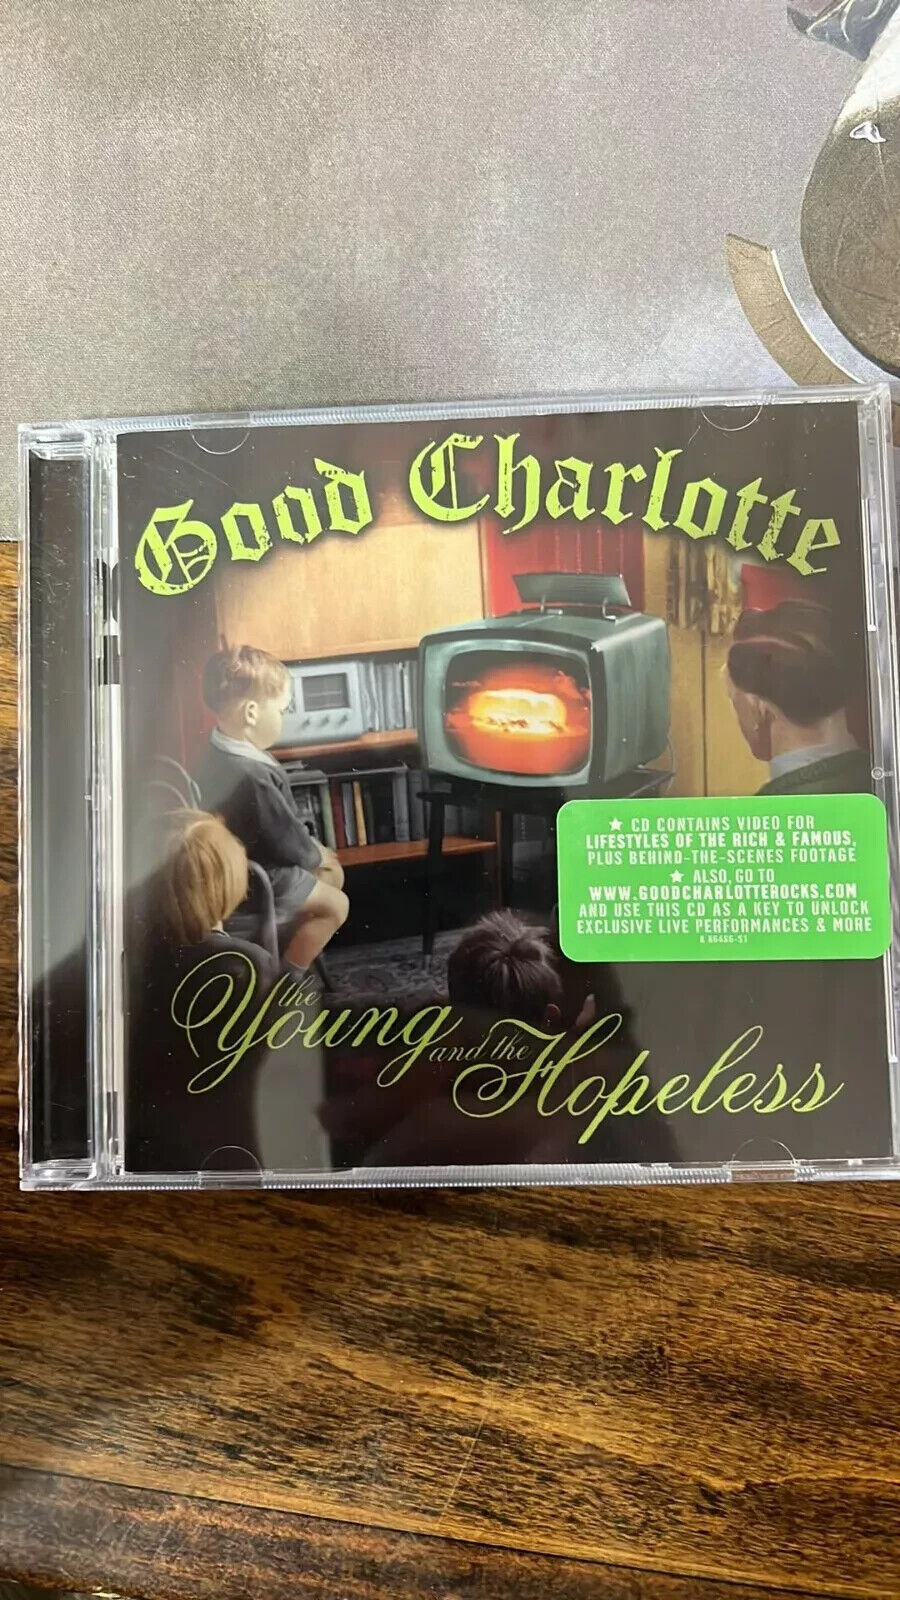 Good Charlotte
★ CD CONTAINS VIDEO FOR
LIFESTYLES OF THE RICH & FAMOUS,
PLUS BEHIND-THE-SCENES FOOTAGE
★ ALSO, GO TO
WWW.GOODCHARLOTTEROCKS.COM
AND USE THIS CD AS A KEY TO UNLOCK
EXCLUSIVE LIVE PERFORMANCES & MORE
the Young and the Hopeless